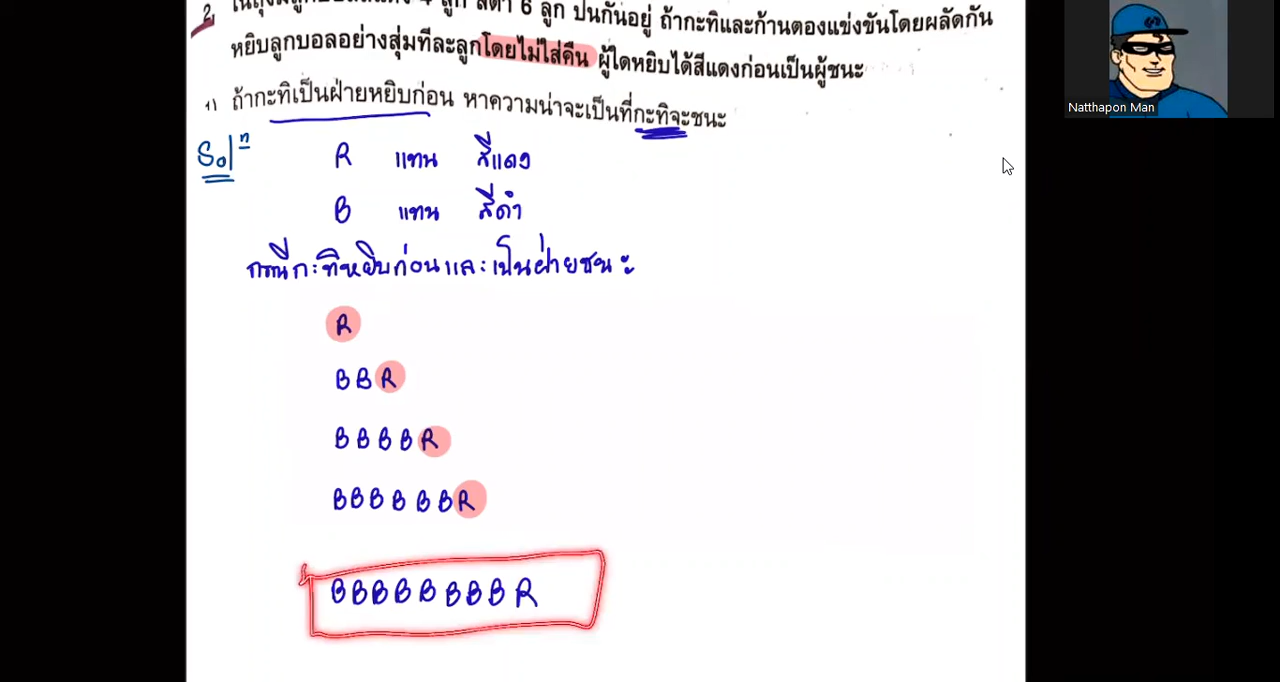 2. ในถุงมีลูกบอลสีแดง 4 ลูก สีดำ 6 ลูก ปนกันอยู่ ถ้ากะทิและก้านตองแข่งขันโดยผลัดกัน
หยิบลูกบอลอย่างสุ่มทีละลูกโดยไม่ใส่คืน ผู้ใดหยิบได้สีแดงก่อนเป็นผู้ชนะ
1) ถ้ากะทิเป็นฝ่ายหยิบก่อน หาความน่าจะเป็นที่กะทิจะชนะ
Natthapon Man
Solⁿ R แทน สีแดง
B แทน สีดำ
กรณีกะทิหยิบก่อนและเป็นฝ่ายชนะ
R
BBR
BBBBR
BBBBBBR
BBBBBBBBR